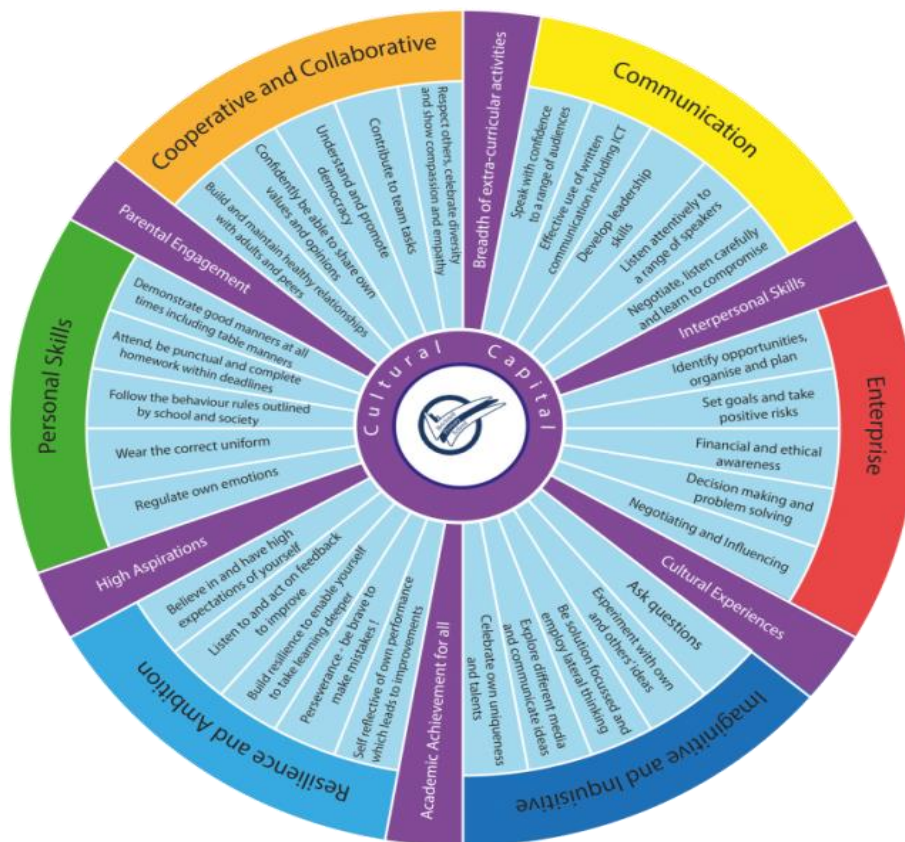 Cultural Capital
Breadth of extra-curricular activities
Communication
Speak with confidence
to a range of audiences
Effective use of written
communication including ICT
Develop leadership
skills
Listen attentively to
a range of speakers
Negotiate, listen carefully
and learn to compromise
Interpersonal Skills
Enterprise
Identify opportunities,
organise and plan
Set goals and take
positive risks
Financial and ethical
awareness
Decision making and
problem solving
Negotiating and Influencing
Cultural Experiences
Imaginitive and Inquisitive
Ask questions
Experiment with own
and others' ideas
Be solution focussed and
employ lateral thinking
Explore different media
and communicate ideas
Celebrate own uniqueness
and talents
Academic Achievement for all
Resilience and Ambition
Self reflective of own performance
which leads to improvements
Perseverance - be brave to
make mistakes !
Build resilience to enable yourself
to take learning deeper
Listen to and act on feedback
to improve
Believe in and have high
expectations of yourself
High Aspirations
Personal Skills
Regulate own emotions
Wear the correct uniform
Follow the behaviour rules outlined
by school and society
Attend, be punctual and complete
homework within deadlines
Demonstrate good manners at all
times including table manners
Parental Engagement
Cooperative and Collaborative
Build and maintain healthy relationships
with adults and peers
Confidently be able to share own
values and opinions
Understand and promote
democracy
Contribute to team tasks
Respect others, celebrate diversity
and show compassion and empathy